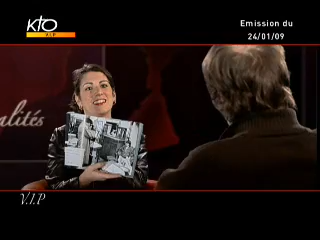 KTO
V.I.P
Emission du
24/01/09
alités
V.I.P